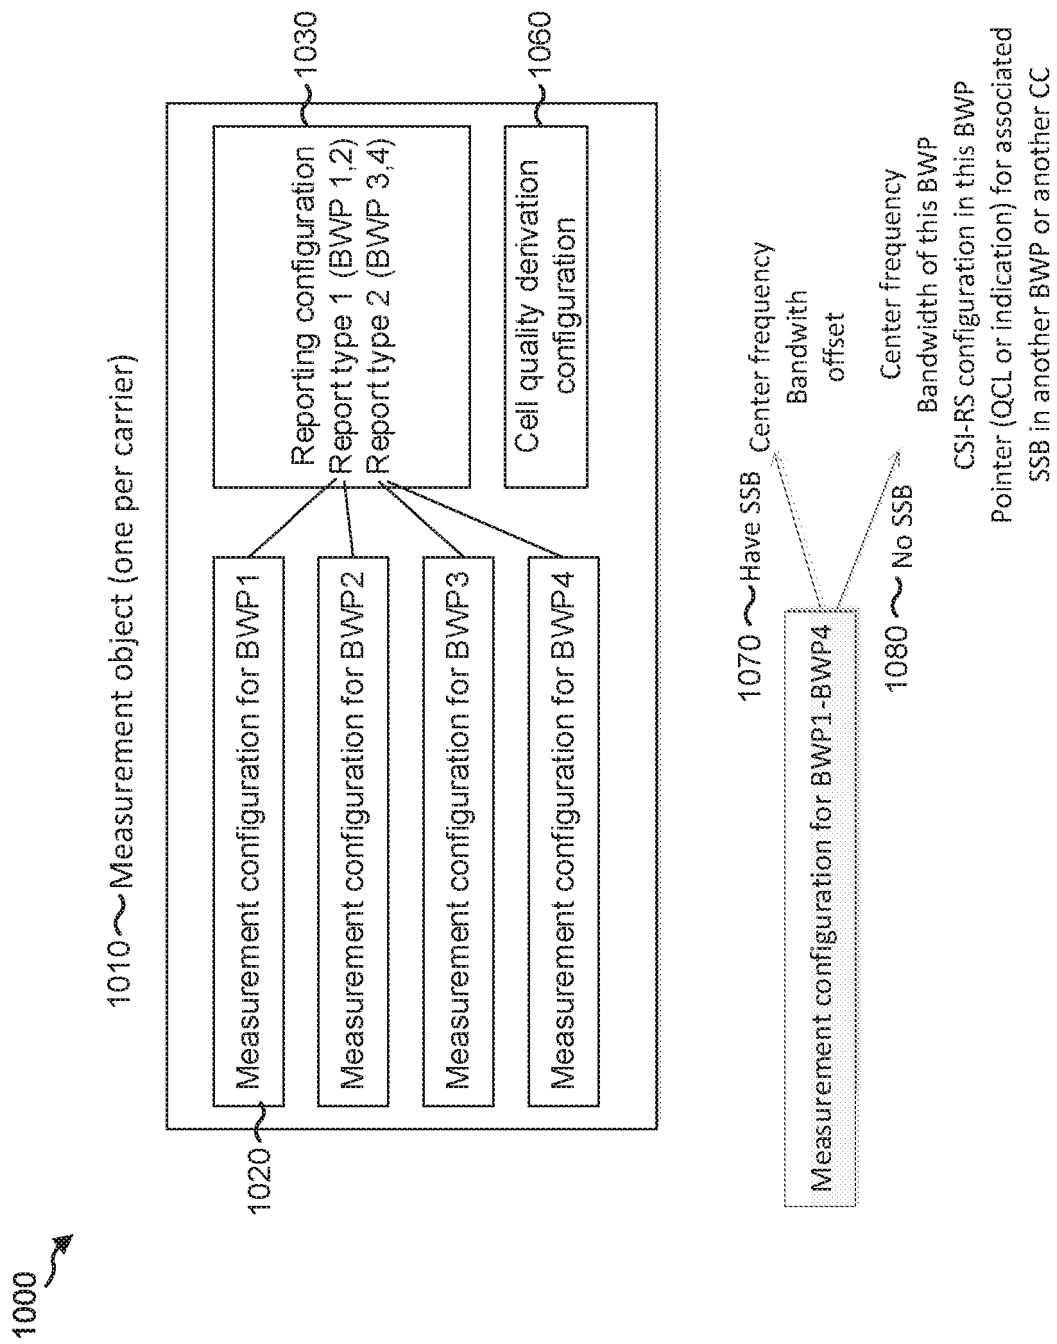 1000
1010 Measurement object (one per carrier)
1020
Measurement configuration for BWP1
Measurement configuration for BWP2
Measurement configuration for BWP3
Measurement configuration for BWP4
1030
Reporting configuration
Report type 1 (BWP 1,2)
Report type 2 (BWP 3,4)
1060
Cell quality derivation
configuration
Measurement configuration for BWP1-BWP4
1070 Have SSB
Center frequency
Bandwith
offset
1080 No SSB
Center frequency
Bandwidth of this BWP
CSI-RS configuration in this BWP
Pointer (QCL or indication) for associated
SSB in another BWP or another CC